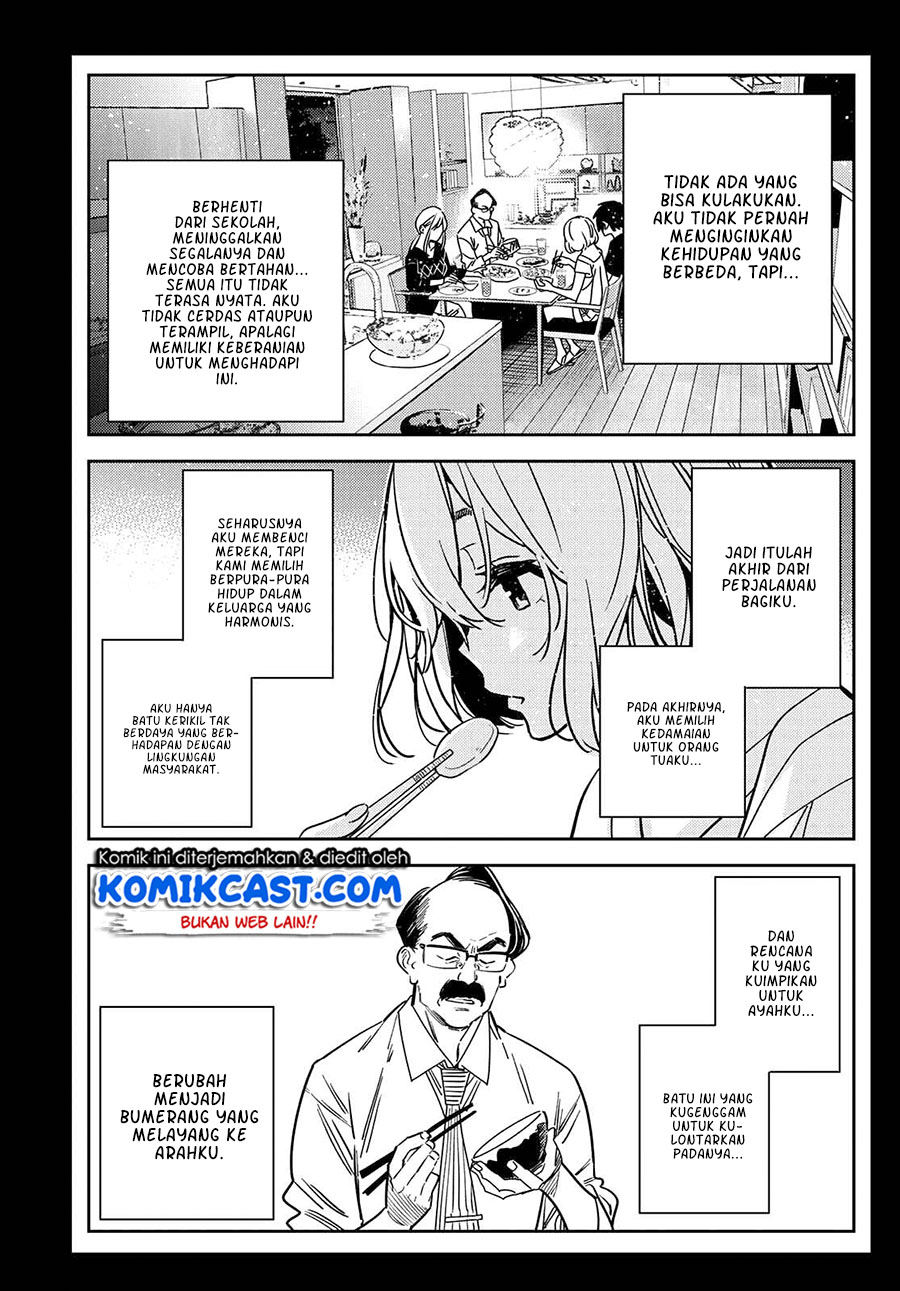 TIDAK ADA YANG
BISA KULAKUKAN.
AKU TIDAK PERNAH
MENGINGINKAN
KEHIDUPAN YANG
BERBEDA, TAPI...
BERHENTI
DARI SEKOLAH,
MENINGGALKAN
SEGALANYA DAN
MENCOBA BERTAHAN...
SEMUA ITU TIDAK
TERASA NYATA. AKU
TIDAK CERDAS ATAUPUN
TERAMPIL, APALAGI
MEMILIKI KEBERANIAN
UNTUK MENGHADAPI
INI.
JADI ITULAH
AKHIR DARI
PERJALANAN
BAGIKU.
PADA AKHIRNYA,
AKU MEMILIH
KEDAMAIAN
UNTUK ORANG
TUAKU...
SEHARUSNYA
AKU MEMBENCI
MEREKA, TAPI
KAMI MEMILIH
BERPURA-PURA
HIDUP DALAM
KELUARGA YANG
HARMONIS.
AKU HANYA
BATU KERIKIL TAK
BERDAYA YANG BER-
HADAPAN DENGAN
LINGKUNGAN
MASYARAKAT.
Komik ini diterjemahkan & diedit oleh
KOMIKCAST.COM
BUKAN WEB LAIN!!
DAN
RENCANA
KU YANG
KUIMPIKAN
UNTUK
AYAHKU...
BATU INI YANG
KUGENGGAM
UNTUK KU-
LONTARKAN
PADANYA...
BERUBAH
MENJADI
BUMERANG YANG
MELAYANG KE
ARAHKU.